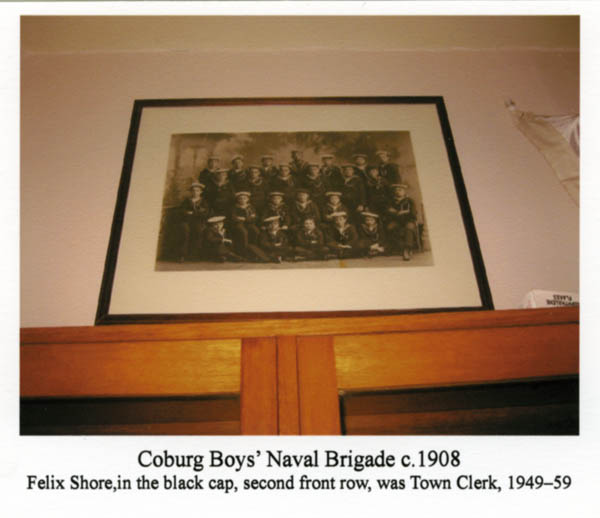 Coburg Boys' Naval Brigade c.1908
Felix Shore,in the black cap, second front row, was Town Clerk, 1949–59
FLAKES